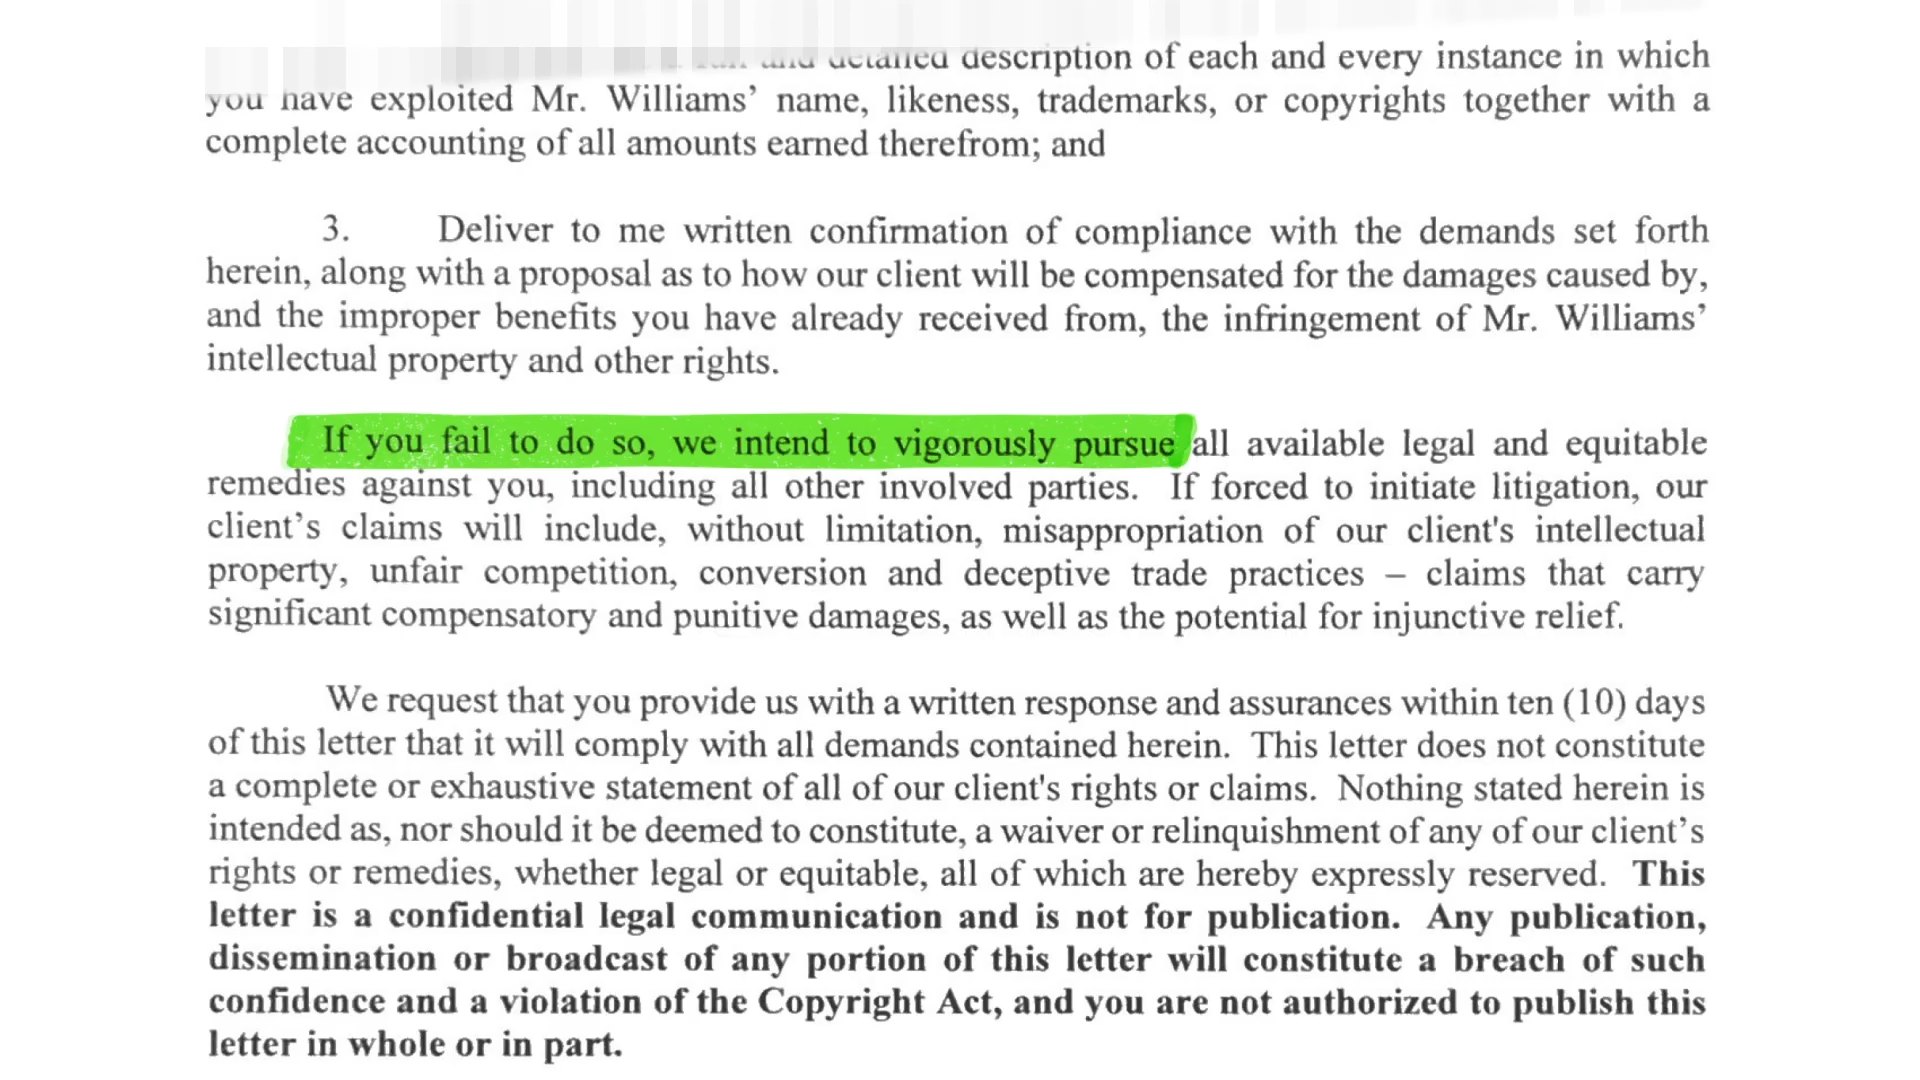 detailed description of each and every instance in which
you have exploited Mr. Williams’ name, likeness, trademarks, or copyrights together with a
complete accounting of all amounts earned therefrom; and
3. Deliver to me written confirmation of compliance with the demands set forth
herein, along with a proposal as to how our client will be compensated for the damages caused by,
and the improper benefits you have already received from, the infringement of Mr. Williams’
intellectual property and other rights.
If you fail to do so, we intend to vigorously pursue all available legal and equitable
remedies against you, including all other involved parties. If forced to initiate litigation, our
client’s claims will include, without limitation, misappropriation of our client's intellectual
property, unfair competition, conversion and deceptive trade practices – claims that carry
significant compensatory and punitive damages, as well as the potential for injunctive relief.
We request that you provide us with a written response and assurances within ten (10) days
of this letter that it will comply with all demands contained herein. This letter does not constitute
a complete or exhaustive statement of all of our client's rights or claims. Nothing stated herein is
intended as, nor should it be deemed to constitute, a waiver or relinquishment of any of our client’s
rights or remedies, whether legal or equitable, all of which are hereby expressly reserved. This
letter is a confidential legal communication and is not for publication. Any publication,
dissemination or broadcast of any portion of this letter will constitute a breach of such
confidence and a violation of the Copyright Act, and you are not authorized to publish this
letter in whole or in part.